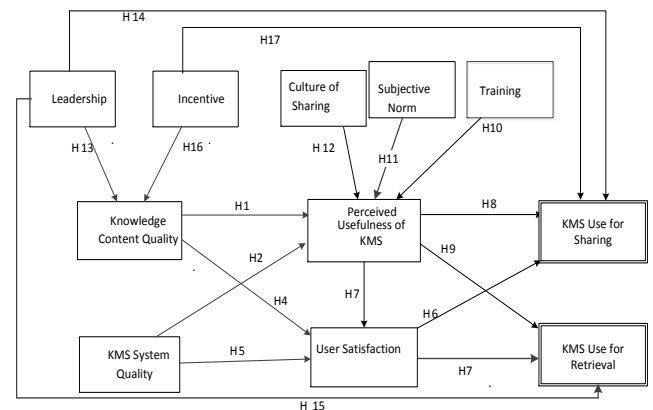 H 14
H17
Leadership
Incentive
Culture of
Sharing
Subjective
Norm
Training
H 13
H16
H 12
H11
H10
Knowledge
Content Quality
H1
Perceived
Usefulness of
KMS
H8
KMS Use for
Sharing
H2
H9
H4
H7
H6
KMS System
Quality
H5
User Satisfaction
H7
KMS Use for
Retrieval
H 15